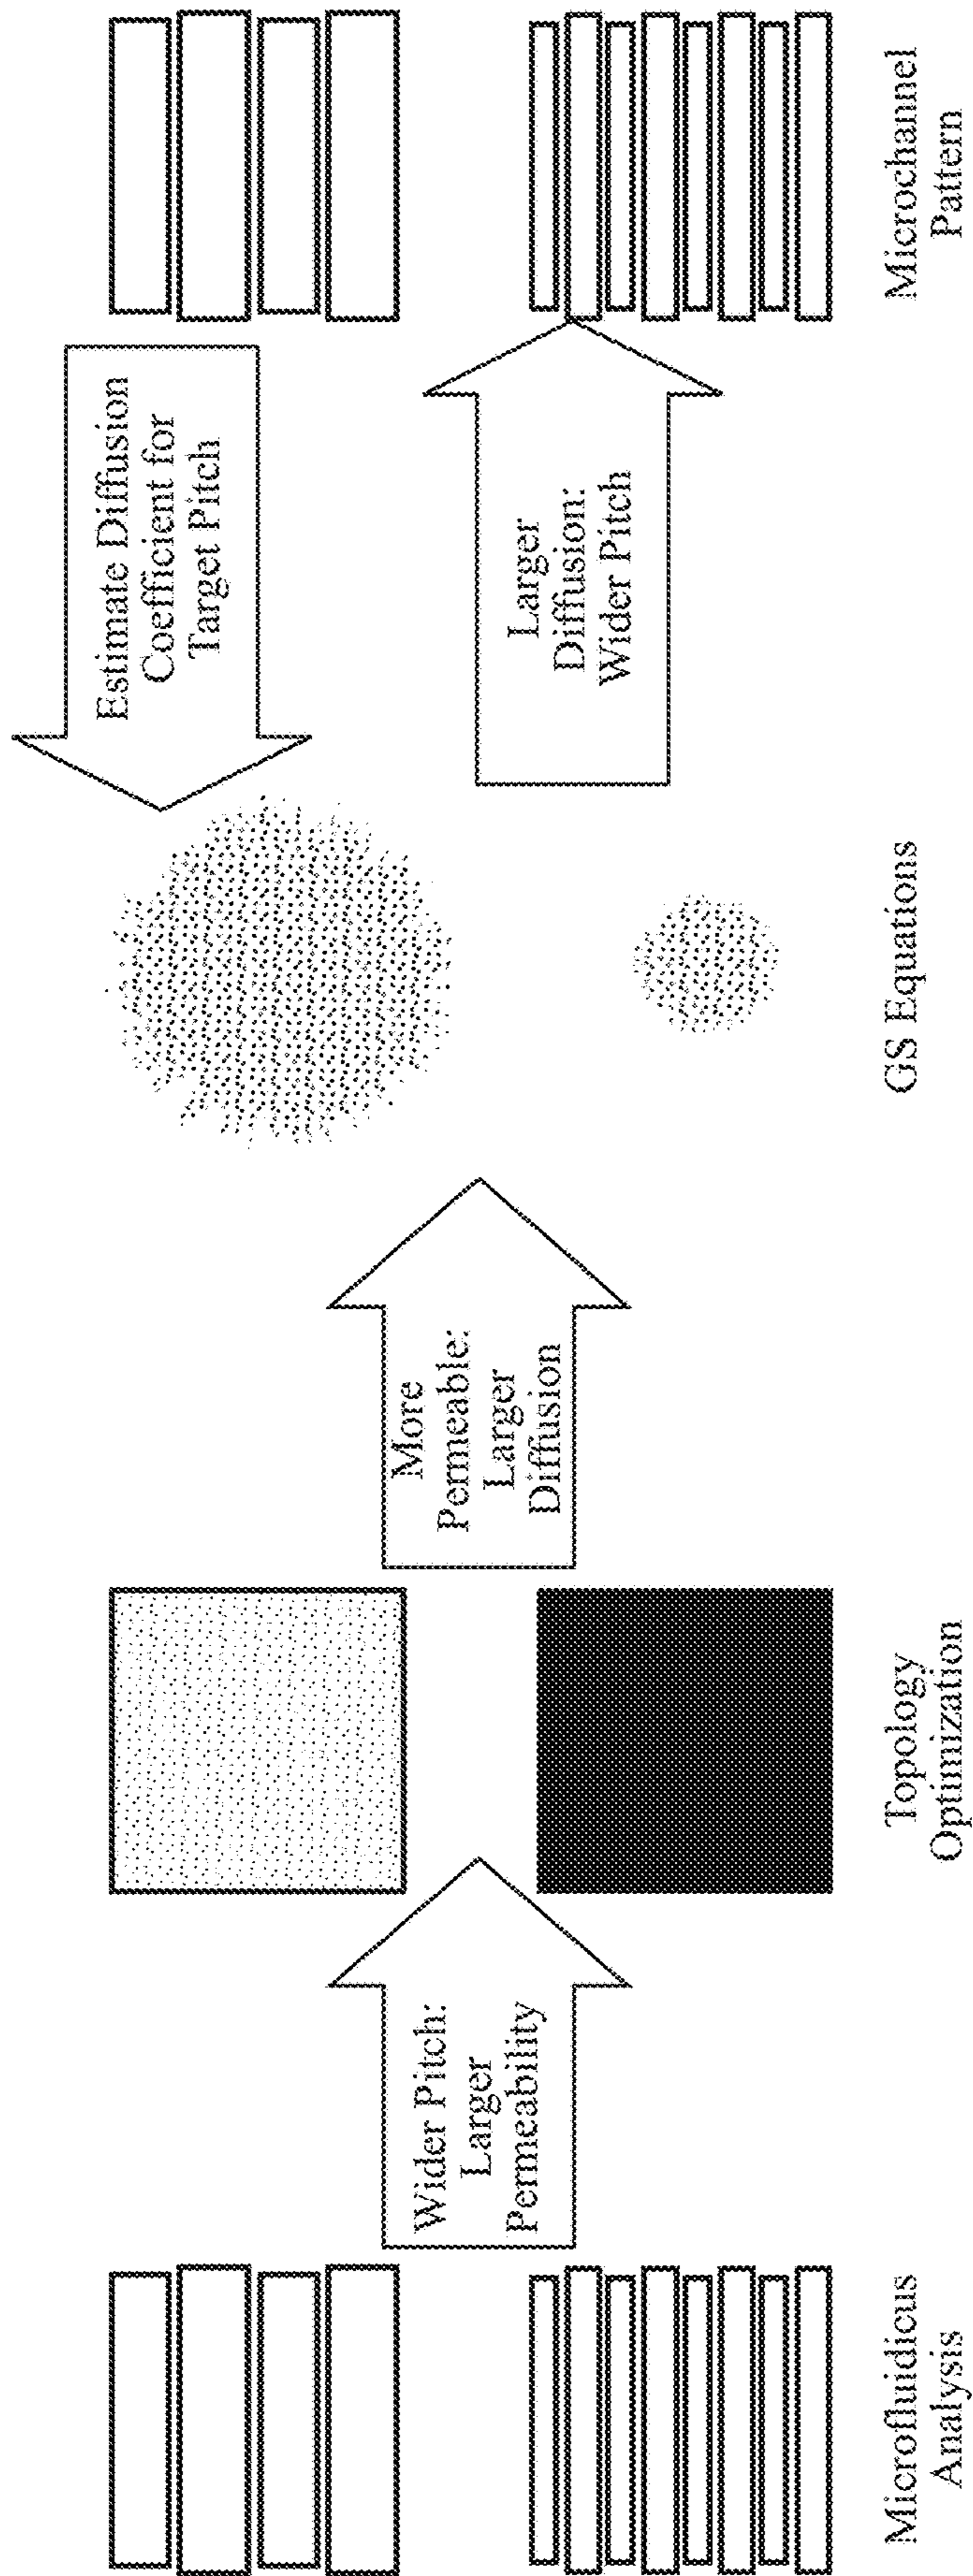 Estimate Diffusion
Coefficient for
Target Pitch
Wider Pitch:
Larger
Permeability
More
Permeable:
Larger
Diffusion
Larger
Diffusion:
Wider Pitch
Microfluidicus
Analysis
Topology
Optimization
GS Equations
Microchannel
Pattern